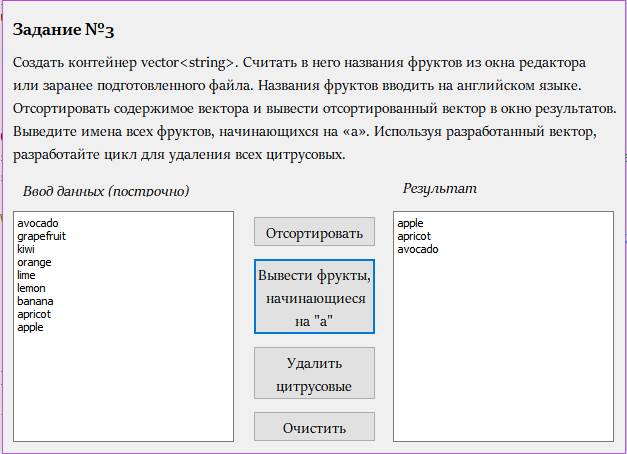 Задание №3
Создать контейнер vector<string>. Считать в него названия фруктов из окна редактора
или заранее подготовленного файла. Названия фруктов вводить на английском языке.
Отсортировать содержимое вектора и вывести отсортированный вектор в окно результатов.
Выведите имена всех фруктов, начинающихся на «а». Используя разработанный вектор,
разработайте цикл для удаления всех цитрусовых.
Ввод данных (построчно)
avocado
grapefruit
kiwi
orange
lime
lemon
banana
apricot
apple
Отсортировать
Вывести фрукты,
начинающиеся
на "а"
Удалить
цитрусовые
Очистить
Результат
apple
apricot
avocado